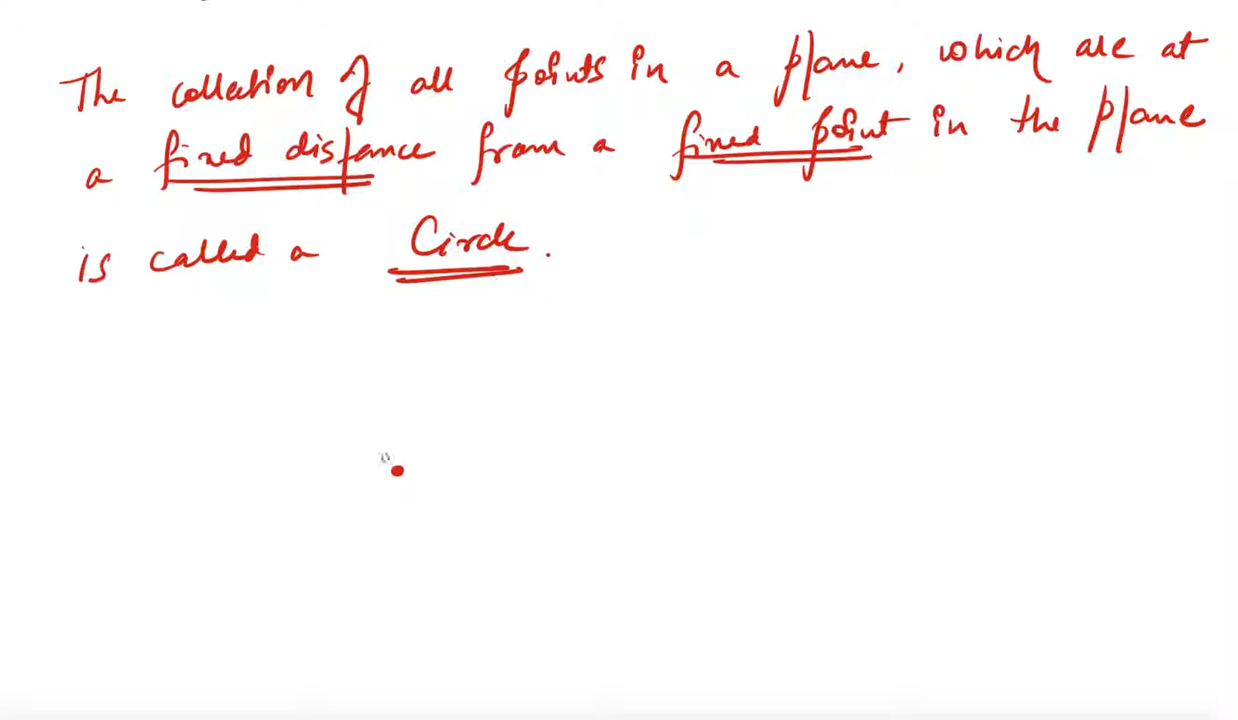 The collection of all points in a plane, which are at
a fixed distance from a fixed point in the plane
is called a Circle.